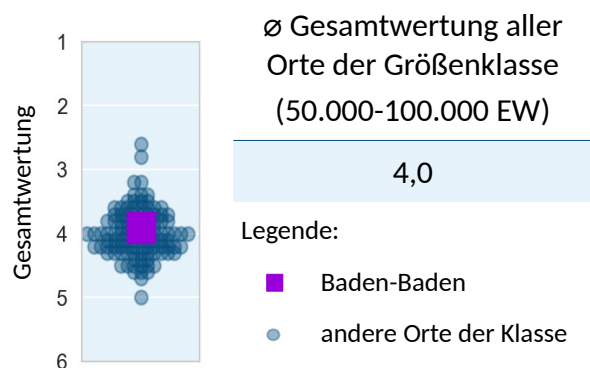 Gesamtwertung
1
2
3
4
5
6
⌀ Gesamtwertung aller
Orte der Größenklasse
(50.000-100.000 EW)
4,0
Legende:
Baden-Baden
andere Orte der Klasse